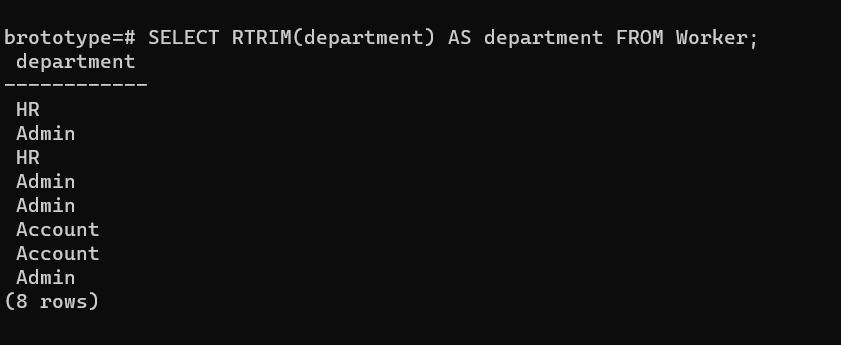 brototype=# SELECT RTRIM(department) AS department FROM Worker;
 department
------------
 HR
 Admin
 HR
 Admin
 Admin
 Account
 Account
 Admin
(8 rows)